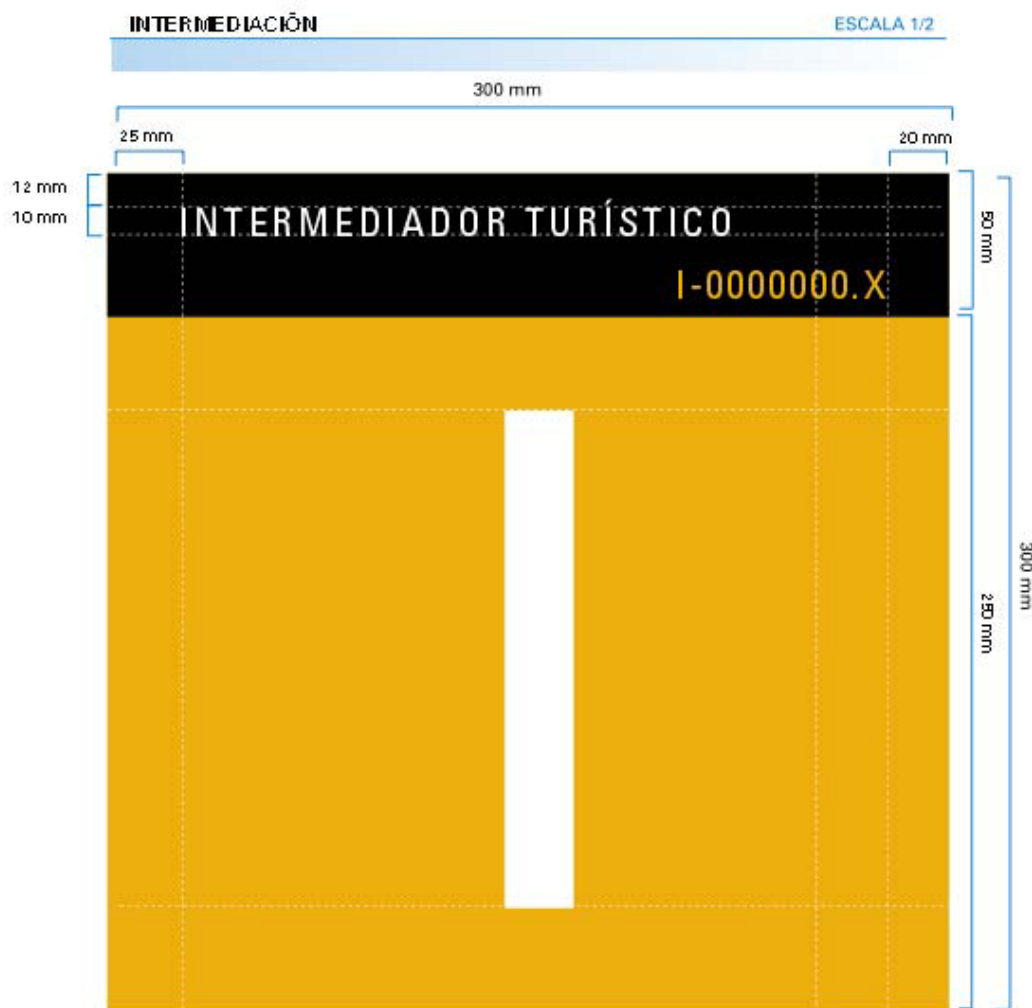 INTERMEDIACIÓN
ESCALA 1/2
300 mm
25 mm
20 mm
12 mm
10 mm
INTERMEDIADOR TURÍSTICO
50 mm
I-0000000.X
300 mm
250 mm
I